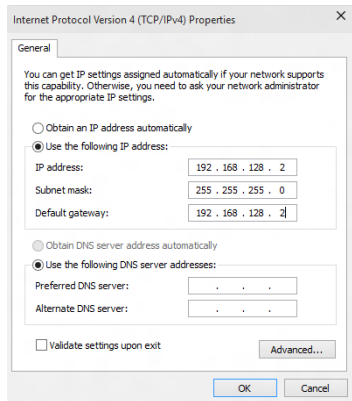 Internet Protocol Version 4 (TCP/IPv4) Properties
General
You can get IP settings assigned automatically if your network supports
this capability. Otherwise, you need to ask your network administrator
for the appropriate IP settings.
Obtain an IP address automatically
Use the following IP address:
IP address: 192 . 168 . 128 . 2
Subnet mask: 255 . 255 . 255 . 0
Default gateway: 192 . 168 . 128 . 2
Obtain DNS server address automatically
Use the following DNS server addresses:
Preferred DNS server: . . .
Alternate DNS server: . . .
Validate settings upon exit
Advanced...
OK Cancel